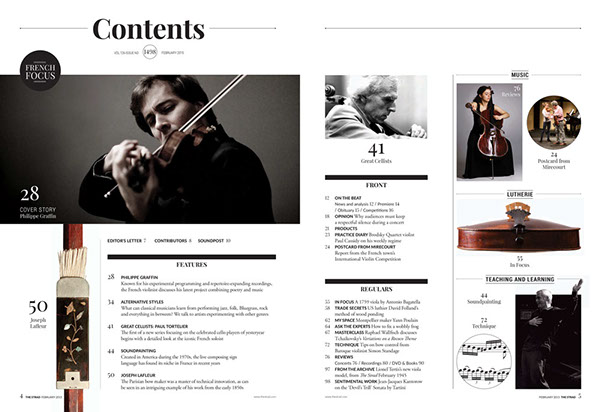 Contents
VOL 126 ISSUE NO 1498 FEBRUARY 2015
FRENCH
FOCUS
28
COVER STORY
Philippe Graffin
EDITOR'S LETTER 7 CONTRIBUTORS 8 SOUNDPOST 10
FEATURES
28 PHILIPPE GRAFFIN
Known for his experimental programming and repertoire-expanding recordings,
the French violinist discusses his latest project combining poetry and music
34 ALTERNATIVE STYLES
What can classical musicians learn from performing jazz, folk, Bluegrass, rock
and everything in between? We talk to artists experimenting with other genres
41 GREAT CELLISTS: PAUL TORTELIER
The first of a new series focusing on the celebrated cello players of yesteryear
begins with a detailed look at the iconic French soloist
44 SOUNDPAINTING
Created in America during the 1970s, the live composing sign
language has found its niche in France in recent years
50 JOSEPH LAFLEUR
The Parisian bow maker was a master of technical innovation, as can
be seen in an intriguing example of his work from the early 1850s
50
Joseph
Lafleur
4 THE STRAD FEBRUARY 2015
41
Great Cellists
FRONT
12 ON THE BEAT
News and analysis 12 / Premiere 14
/ Obituary 15 / Competitions 16
18 OPINION Why audiences must keep
a respectful silence during a concert
21 PRODUCTS
23 PRACTICE DIARY Brodsky Quartet violist
Paul Cassidy on his weekly regime
24 POSTCARD FROM MIRECOURT
Report from the French town's
International Violin Competition
REGULARS
55 IN FOCUS A 1799 viola by Antonio Bagatella
58 TRADE SECRETS US luthier David Folland's
method of wood ponding
62 MY SPACE Montpellier maker Yann Poulain
64 ASK THE EXPERTS How to fix a wobbly frog
66 MASTERCLASS Raphael Wallfisch discusses
Tchaikovsky's Variations on a Rococo Theme
72 TECHNIQUE Tips on bow control from
Baroque violinist Simon Standage
76 REVIEWS
Concerts 76 / Recordings 80 / DVD & Books 90
97 FROM THE ARCHIVE Lionel Tertis's new viola
model, from The Strad February 1945
98 SENTIMENTAL WORK Jean-Jacques Kantorow
on the 'Devil's Trill' Sonata by Tartini
MUSIC
76
Reviews
24
Postcard from
Mirecourt
LUTHERIE
55
In Focus
TEACHING AND LEARNING
44
Soundpainting
72
Technique
FEBRUARY 2015 THE STRAD 5